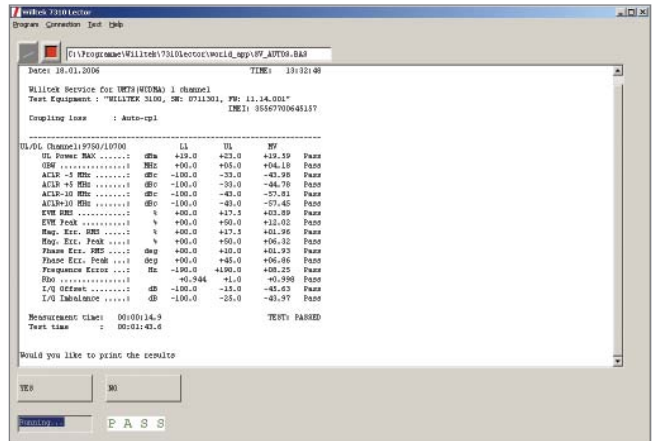 Willtek 7310 Lector
Program Connection Test Help
C:\Programme\Willtek\7310Lector\world_app\8V_AUTDS.BAS
Date: 18.01.2006 TIME: 13:32:48
Willtek Service for UMTS(WCDMA) 1 channel
Test Equipment : "WILLTEK 3100, SN: 0711301, FW: 11.14.001"
IMEI: 35567700645157
Coupling loss : Auto-cpl
UL/DL Channel:9750/10700 LL UL MV
UL Power MAX ......: dBm +19.0 +23.0 +19.59 Pass
OBW ...............: MHz +00.0 +05.0 +04.18 Pass
ACLR -5 MHz .......: dBc -100.0 -33.0 -43.98 Pass
ACLR +5 MHz .......: dBc -100.0 -33.0 -44.78 Pass
ACLR-10 MHz .......: dBc -100.0 -43.0 -57.81 Pass
ACLR+10 MHz .......: dBc -100.0 -43.0 -57.45 Pass
EVM RMS ...........: % +00.0 +17.5 +03.89 Pass
EVM Peak ..........: % +00.0 +50.0 +12.02 Pass
Mag. Err. RMS .....: % +00.0 +17.5 +01.96 Pass
Mag. Err. Peak ....: % +00.0 +50.0 +06.32 Pass
Phase Err. RMS ....: deg +00.0 +10.0 +01.93 Pass
Phase Err. Peak ...: deg +00.0 +45.0 +06.86 Pass
Frequence Error ...: Hz -190.0 +190.0 +08.25 Pass
Rho ...............: +0.944 +1.0 +0.998 Pass
I/Q Offset ........: dB -100.0 -15.0 -45.63 Pass
I/Q Imbalance .....: dB -100.0 -25.0 -43.97 Pass
Measurement time: 00:00:14.9 TEST: PASSED
Test time : 00:01:43.6
Would you like to print the results
YES NO
Running... PASS